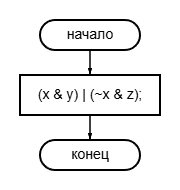 начало
(x & y) | (~x & z);
конец